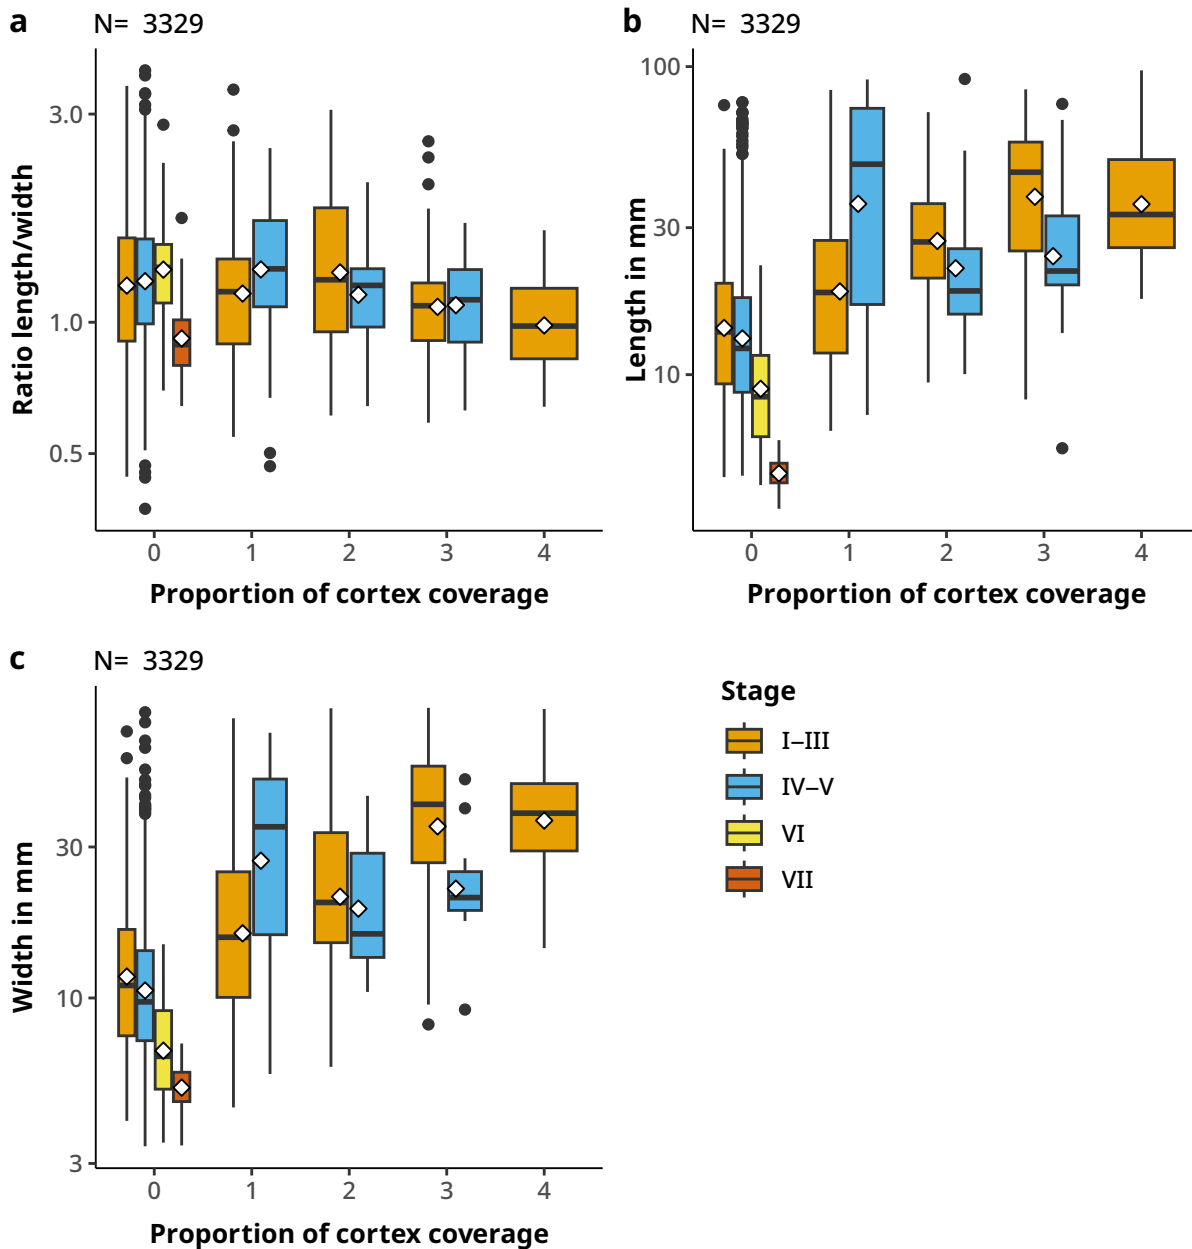 a N= 3329
Ratio length/width
3.0
1.0
0.5
0 1 2 3 4
Proportion of cortex coverage
b N= 3329
Length in mm
100
30
10
0 1 2 3 4
Proportion of cortex coverage
c N= 3329
Width in mm
30
10
3
0 1 2 3 4
Proportion of cortex coverage
Stage
I–III
IV–V
VI
VII